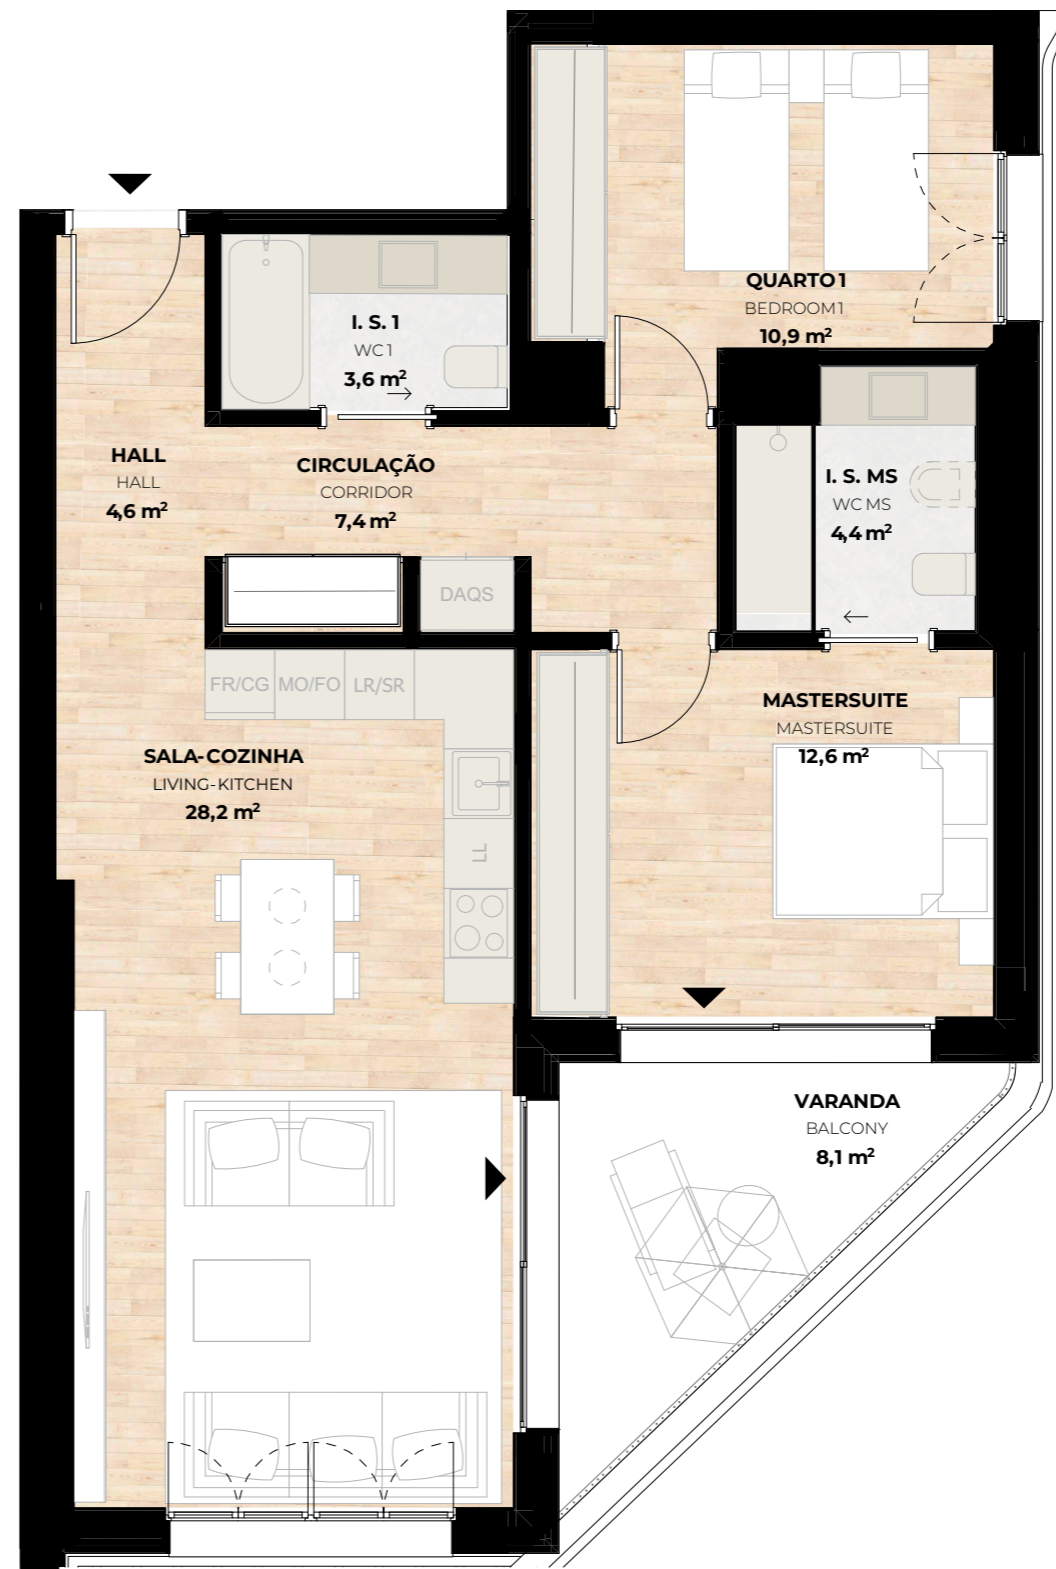 QUARTO 1
BEDROOM 1
10,9 m²
I. S. 1
WC 1
3,6 m²
HALL
HALL
4,6 m²
CIRCULAÇÃO
CORRIDOR
7,4 m²
I. S. MS
WC MS
4,4 m²
DAQS
FR/CG
MO/FO
LR/SR
SALA-COZINHA
LIVING-KITCHEN
28,2 m²
LL
MASTERSUITE
MASTERSUITE
12,6 m²
VARANDA
BALCONY
8,1 m²